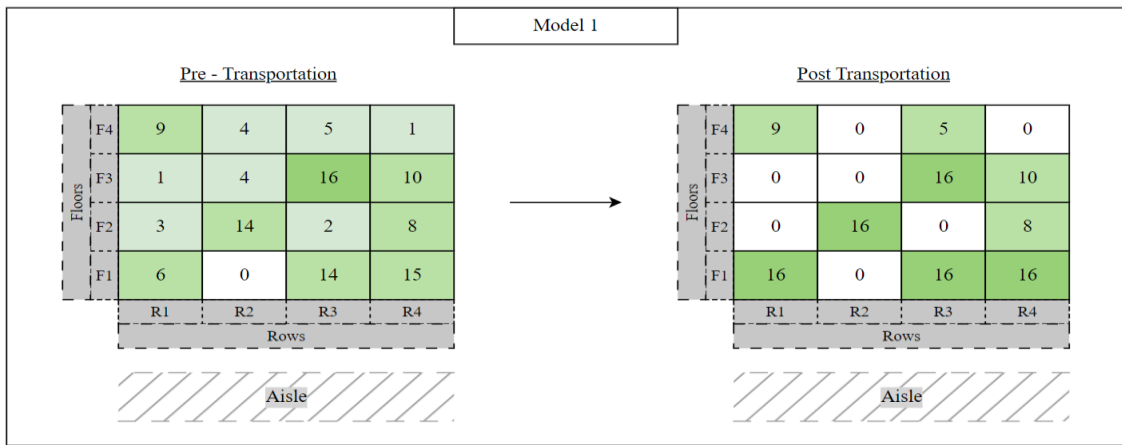 Model 1
Pre - Transportation
Post Transportation
Floors
F4 9 4 5 1
F3 1 4 16 10
F2 3 14 2 8
F1 6 0 14 15
R1 R2 R3 R4
Rows
Aisle
Floors
F4 9 0 5 0
F3 0 0 16 10
F2 0 16 0 8
F1 16 0 16 16
R1 R2 R3 R4
Rows
Aisle